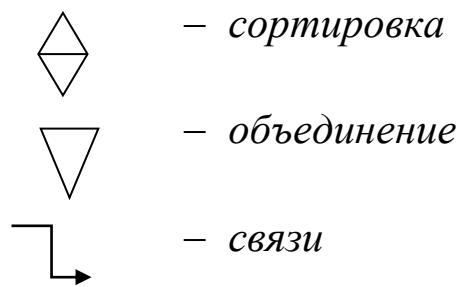 – сортировка
– объединение
– связи